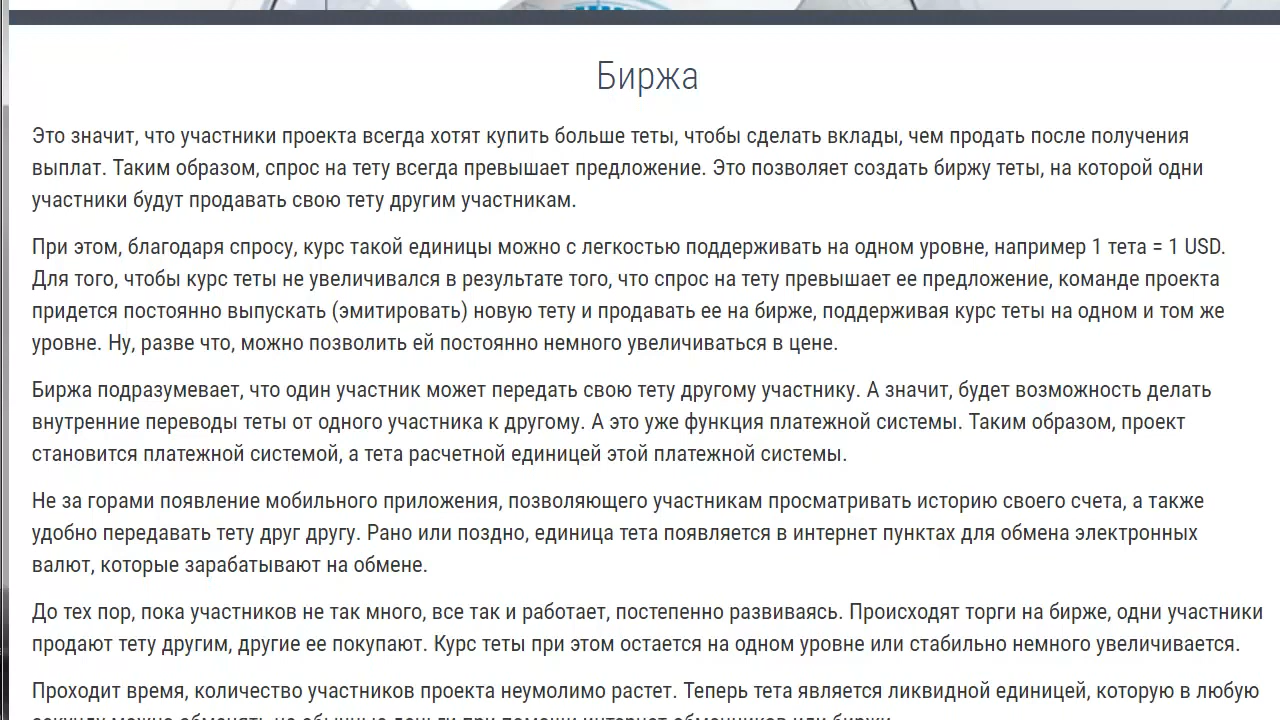 Биржа
Это значит, что участники проекта всегда хотят купить больше теты, чтобы сделать вклады, чем продать после получения
выплат. Таким образом, спрос на тету всегда превышает предложение. Это позволяет создать биржу теты, на которой одни
участники будут продавать свою тету другим участникам.
При этом, благодаря спросу, курс такой единицы можно с легкостью поддерживать на одном уровне, например 1 тета = 1 USD.
Для того, чтобы курс теты не увеличивался в результате того, что спрос на тету превышает ее предложение, команде проекта
придется постоянно выпускать (эмитировать) новую тету и продавать ее на бирже, поддерживая курс теты на одном и том же
уровне. Ну, разве что, можно позволить ей постоянно немного увеличиваться в цене.
Биржа подразумевает, что один участник может передать свою тету другому участнику. А значит, будет возможность делать
внутренние переводы теты от одного участника к другому. А это уже функция платежной системы. Таким образом, проект
становится платежной системой, а тета расчетной единицей этой платежной системы.
Не за горами появление мобильного приложения, позволяющего участникам просматривать историю своего счета, а также
удобно передавать тету друг другу. Рано или поздно, единица тета появляется в интернет пунктах для обмена электронных
валют, которые зарабатывают на обмене.
До тех пор, пока участников не так много, все так и работает, постепенно развиваясь. Происходят торги на бирже, одни участники
продают тету другим, другие ее покупают. Курс теты при этом остается на одном уровне или стабильно немного увеличивается.
Проходит время, количество участников проекта неумолимо растет. Теперь тета является ликвидной единицей, которую в любую
секунду можно обменять на обычные деньги при помощи интернет обменников или биржи.